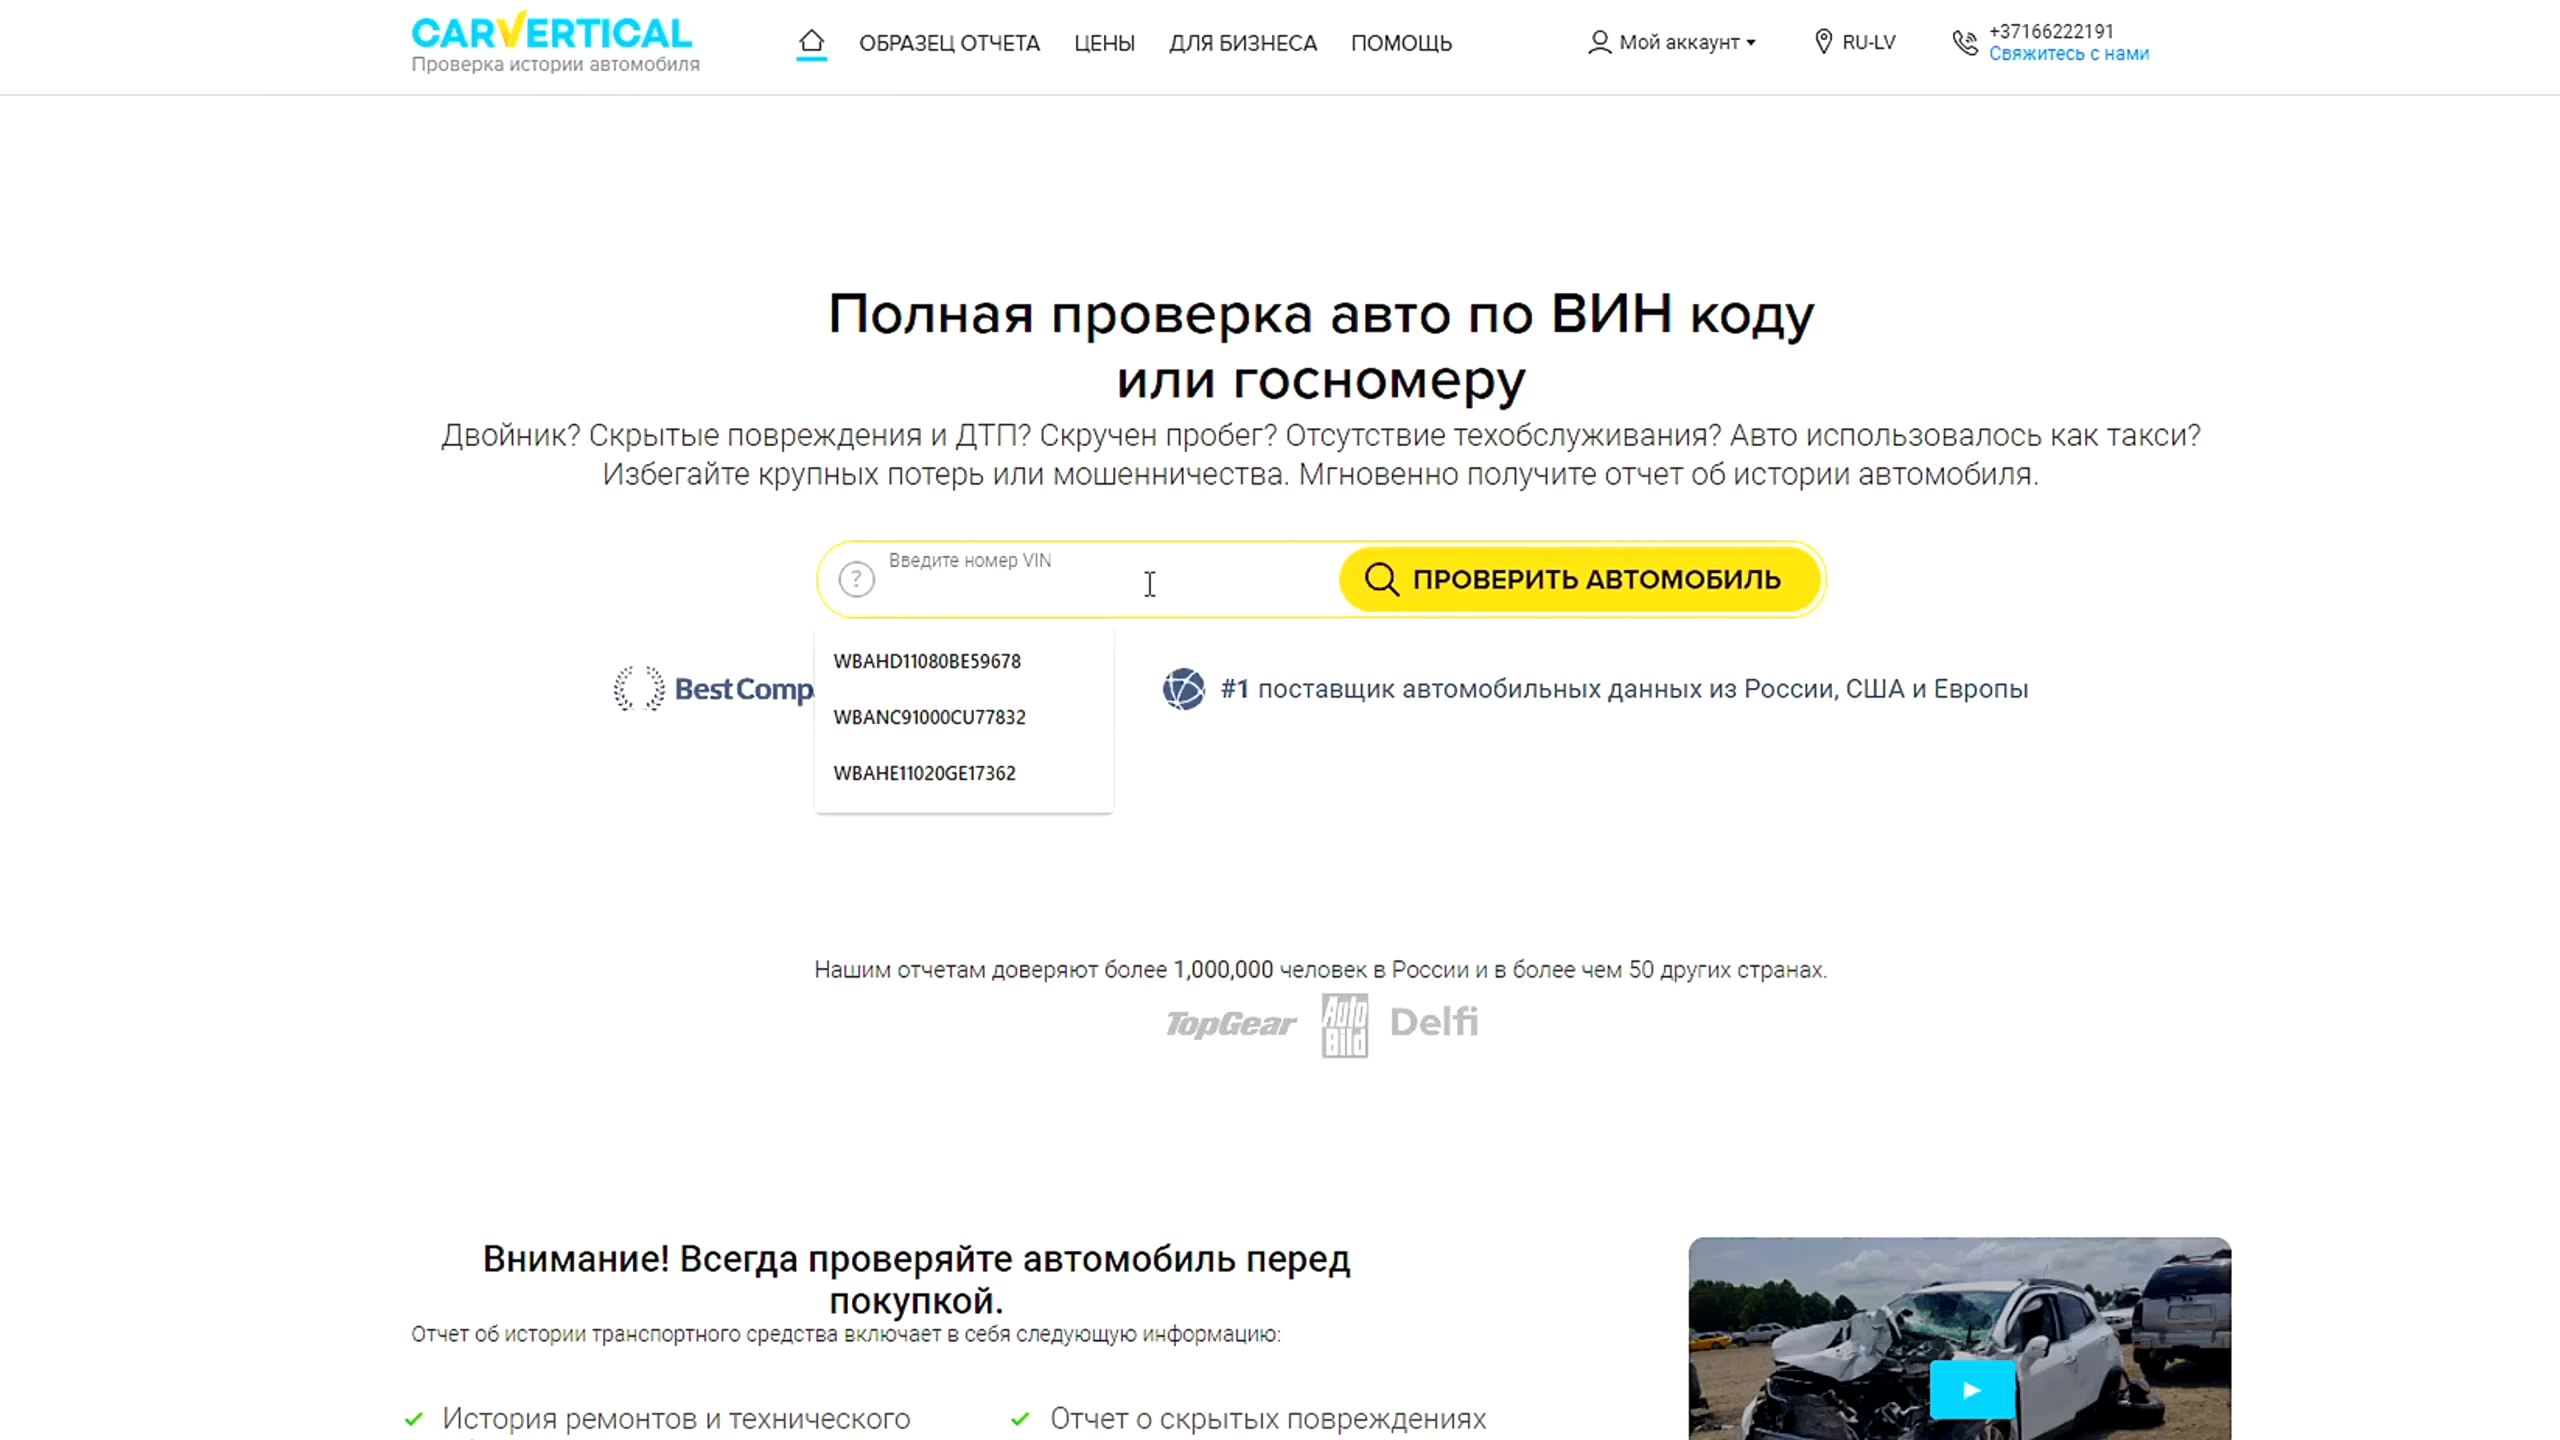 CARVERTICAL
Проверка истории автомобиля
ОБРАЗЕЦ ОТЧЕТА
ЦЕНЫ
ДЛЯ БИЗНЕСА
ПОМОЩЬ
Мой аккаунт
RU-LV
+37166222191
Свяжитесь с нами
Полная проверка авто по ВИН коду
или госномеру
Двойник? Скрытые повреждения и ДТП? Скручен пробег? Отсутствие техобслуживания? Авто использовалось как такси?
Избегайте крупных потерь или мошенничества. Мгновенно получите отчет об истории автомобиля.
? Введите номер VIN
ПРОВЕРИТЬ АВТОМОБИЛЬ
WBAHD11080BE59678
WBANC91000CU77832
WBAHE11020GE17362
BestComp
#1 поставщик автомобильных данных из России, США и Европы
Нашим отчетам доверяют более 1,000,000 человек в России и в более чем 50 других странах.
TopGear
Auto
Bild
Delfi
Внимание! Всегда проверяйте автомобиль перед
покупкой.
Отчет об истории транспортного средства включает в себя следующую информацию:
История ремонтов и технического
Отчет о скрытых повреждениях